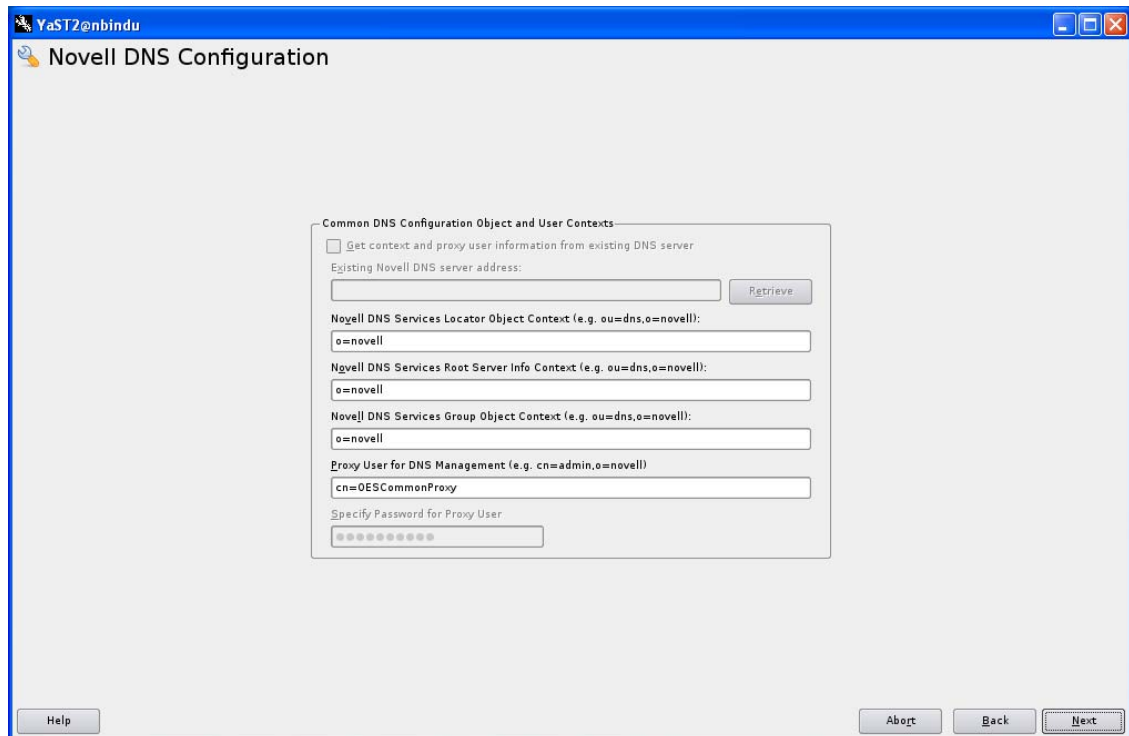 YaST2@nbindu
Novell DNS Configuration
Common DNS Configuration Object and User Contexts
Get context and proxy user information from existing DNS server
Existing Novell DNS server address:
Retrieve
Novell DNS Services Locator Object Context (e.g. ou=dns,o=novell):
o=novell
Novell DNS Services Root Server Info Context (e.g. ou=dns,o=novell):
o=novell
Novell DNS Services Group Object Context (e.g. ou=dns,o=novell):
o=novell
Proxy User for DNS Management (e.g. cn=admin,o=novell)
cn=OESCommonProxy
Specify Password for Proxy User
●●●●●●●●●●
Help
Abort
Back
Next